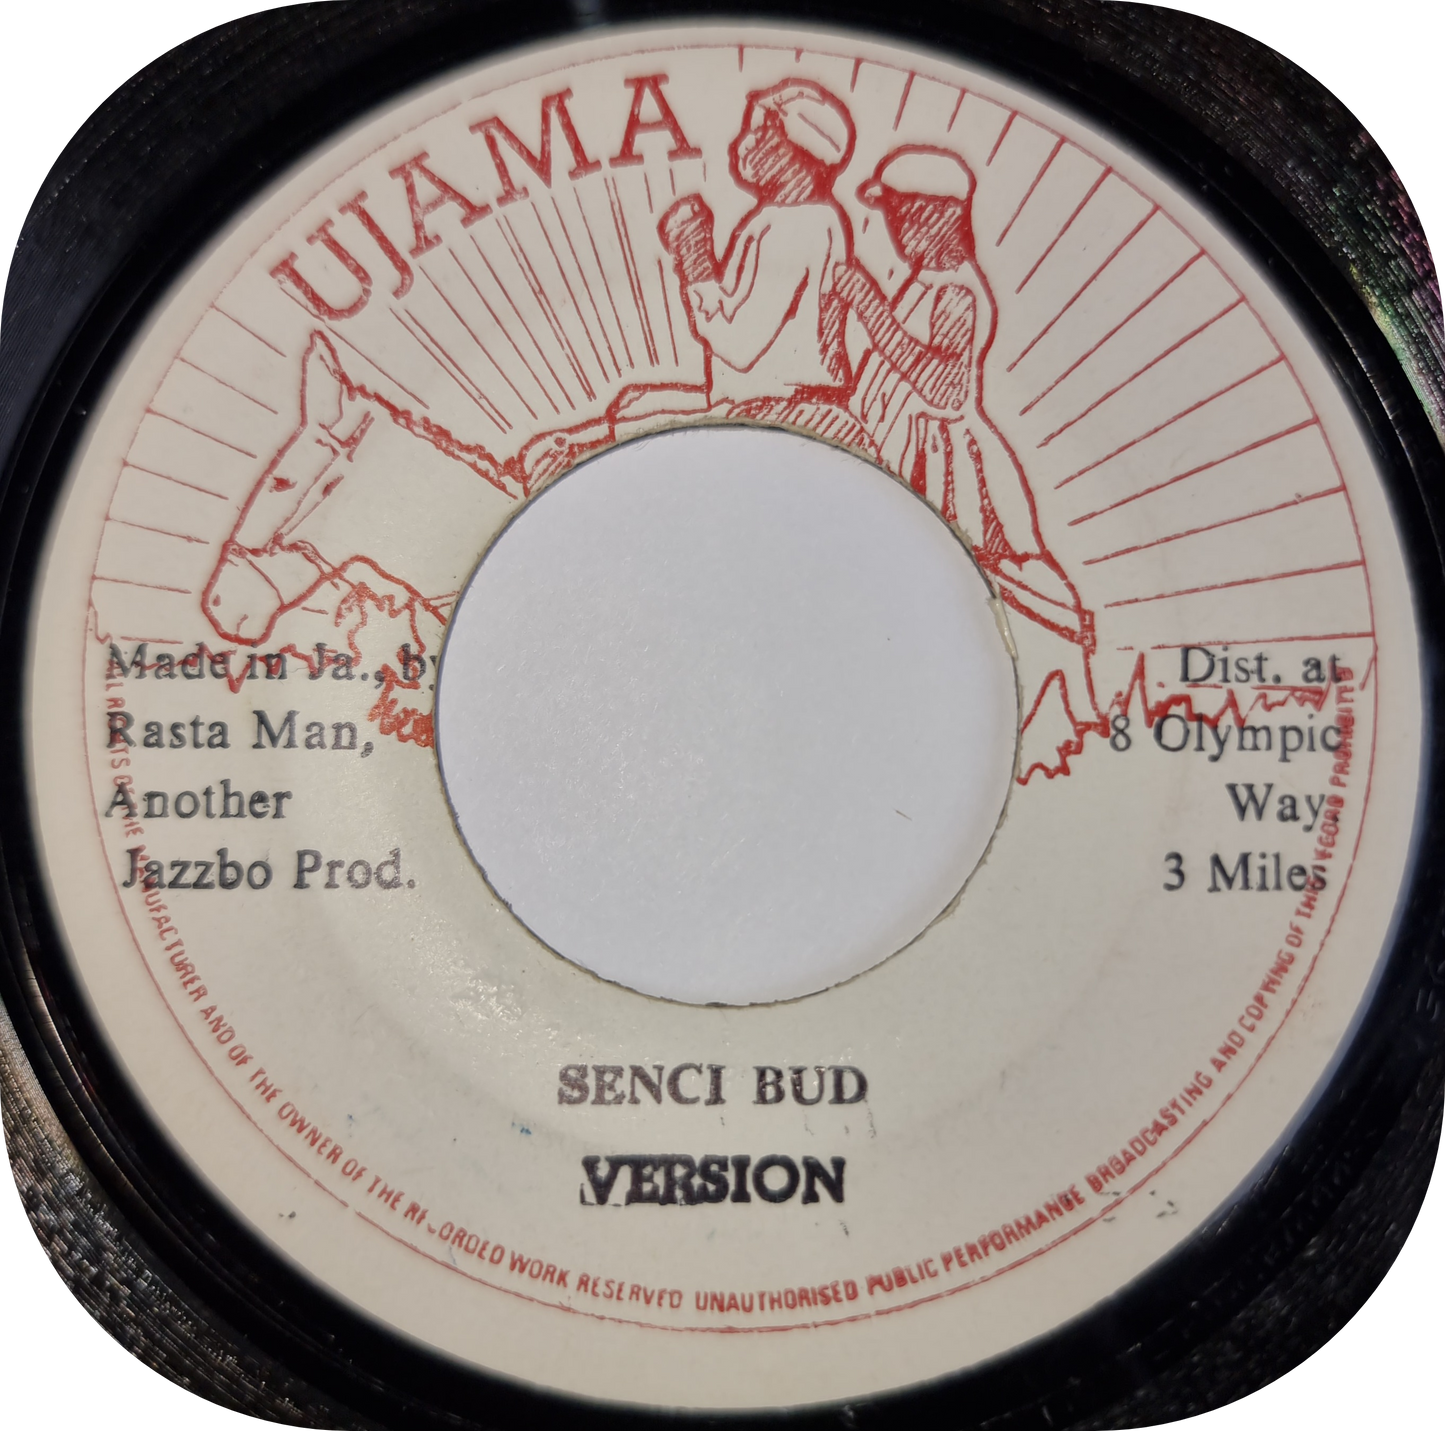 UJAMA
Made in Ja., by
Rasta Man,
Another
Jazzbo Prod.
Dist. at
8 Olympic
Way,
3 Miles
SENCI BUD
VERSION
ALL RIGHTS OF THE MANUFACTURER AND OF THE OWNER OF THE RECORDED WORK RESERVED UNAUTHORISED PUBLIC PERFORMANCE BROADCASTING AND COPYING OF THIS RECORD PROHIBITED